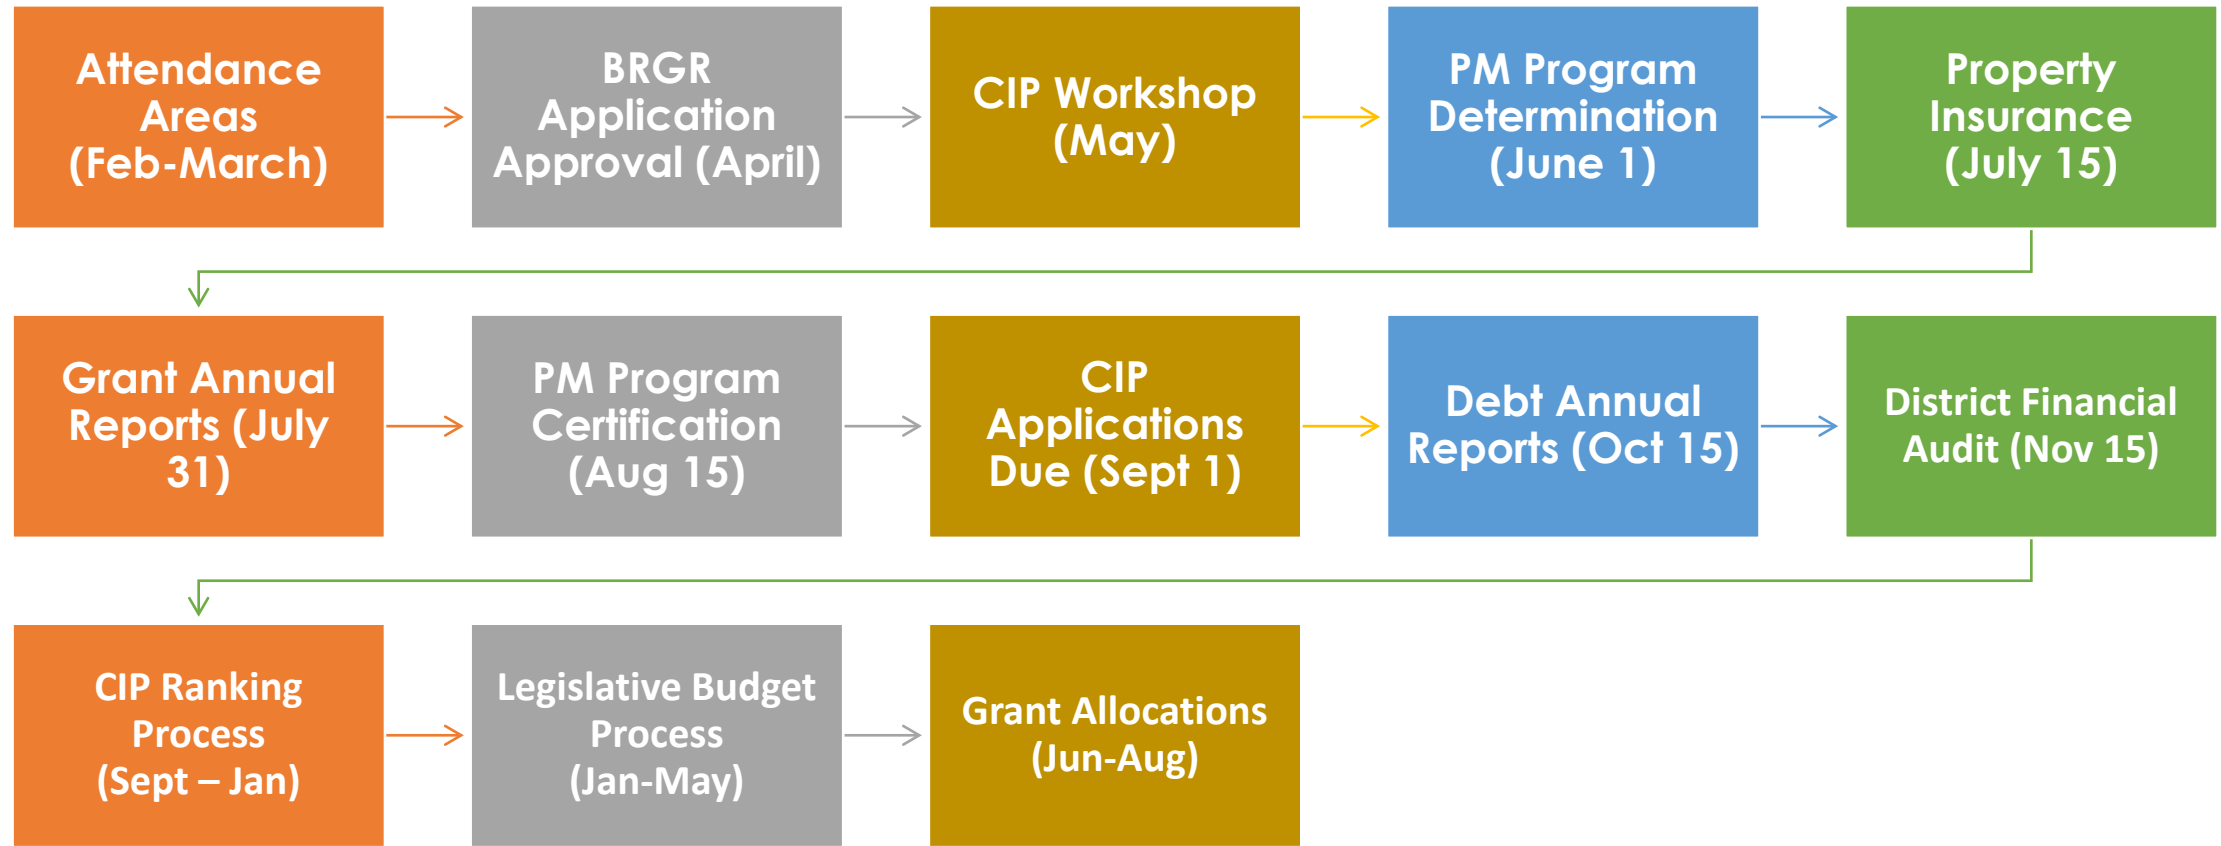 Attendance
Areas
(Feb-March)
BRGR
Application
Approval (April)
CIP Workshop
(May)
PM Program
Determination
(June 1)
Property
Insurance
(July 15)
Grant Annual
Reports (July
31)
PM Program
Certification
(Aug 15)
CIP
Applications
Due (Sept 1)
Debt Annual
Reports (Oct 15)
District Financial
Audit (Nov 15)
CIP Ranking
Process
(Sept – Jan)
Legislative Budget
Process
(Jan-May)
Grant Allocations
(Jun-Aug)